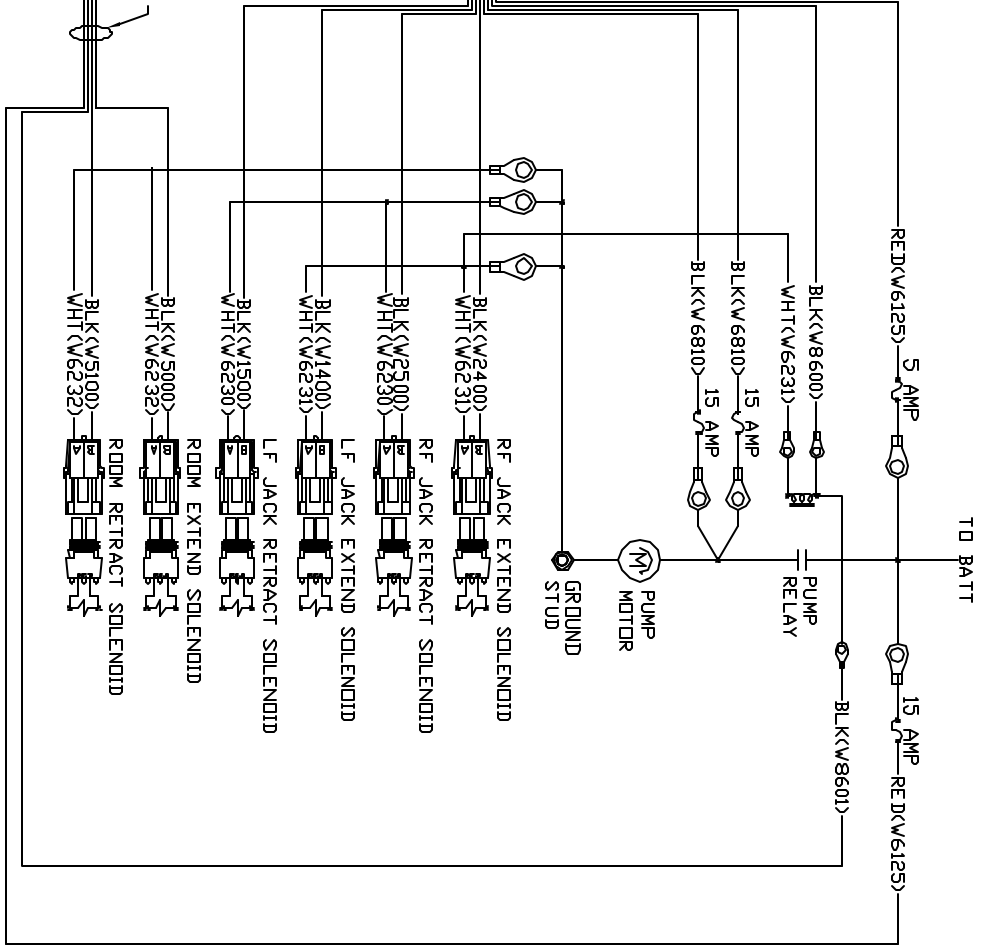 RED(W6125)
5 AMP
TO BATT
15 AMP
RED(W6125)
BLK(W8600)
WHT(W6231)
PUMP
RELAY
BLK(W8601)
BLK(W6810)
15 AMP
BLK(W6810)
15 AMP
PUMP
MOTOR
GROUND
STUD
BLK(W2400)
WHT(W6231)
RF JACK EXTEND SOLENOID
B
A
BLK(W2500)
WHT(W6230)
RF JACK RETRACT SOLENOID
B
A
BLK(W1400)
WHT(W6231)
LF JACK EXTEND SOLENOID
B
A
BLK(W1500)
WHT(W6230)
LF JACK RETRACT SOLENOID
B
A
BLK(W5000)
WHT(W6232)
ROOM EXTEND SOLENOID
B
A
BLK(W5100)
WHT(W6232)
ROOM RETRACT SOLENOID
B
A
M